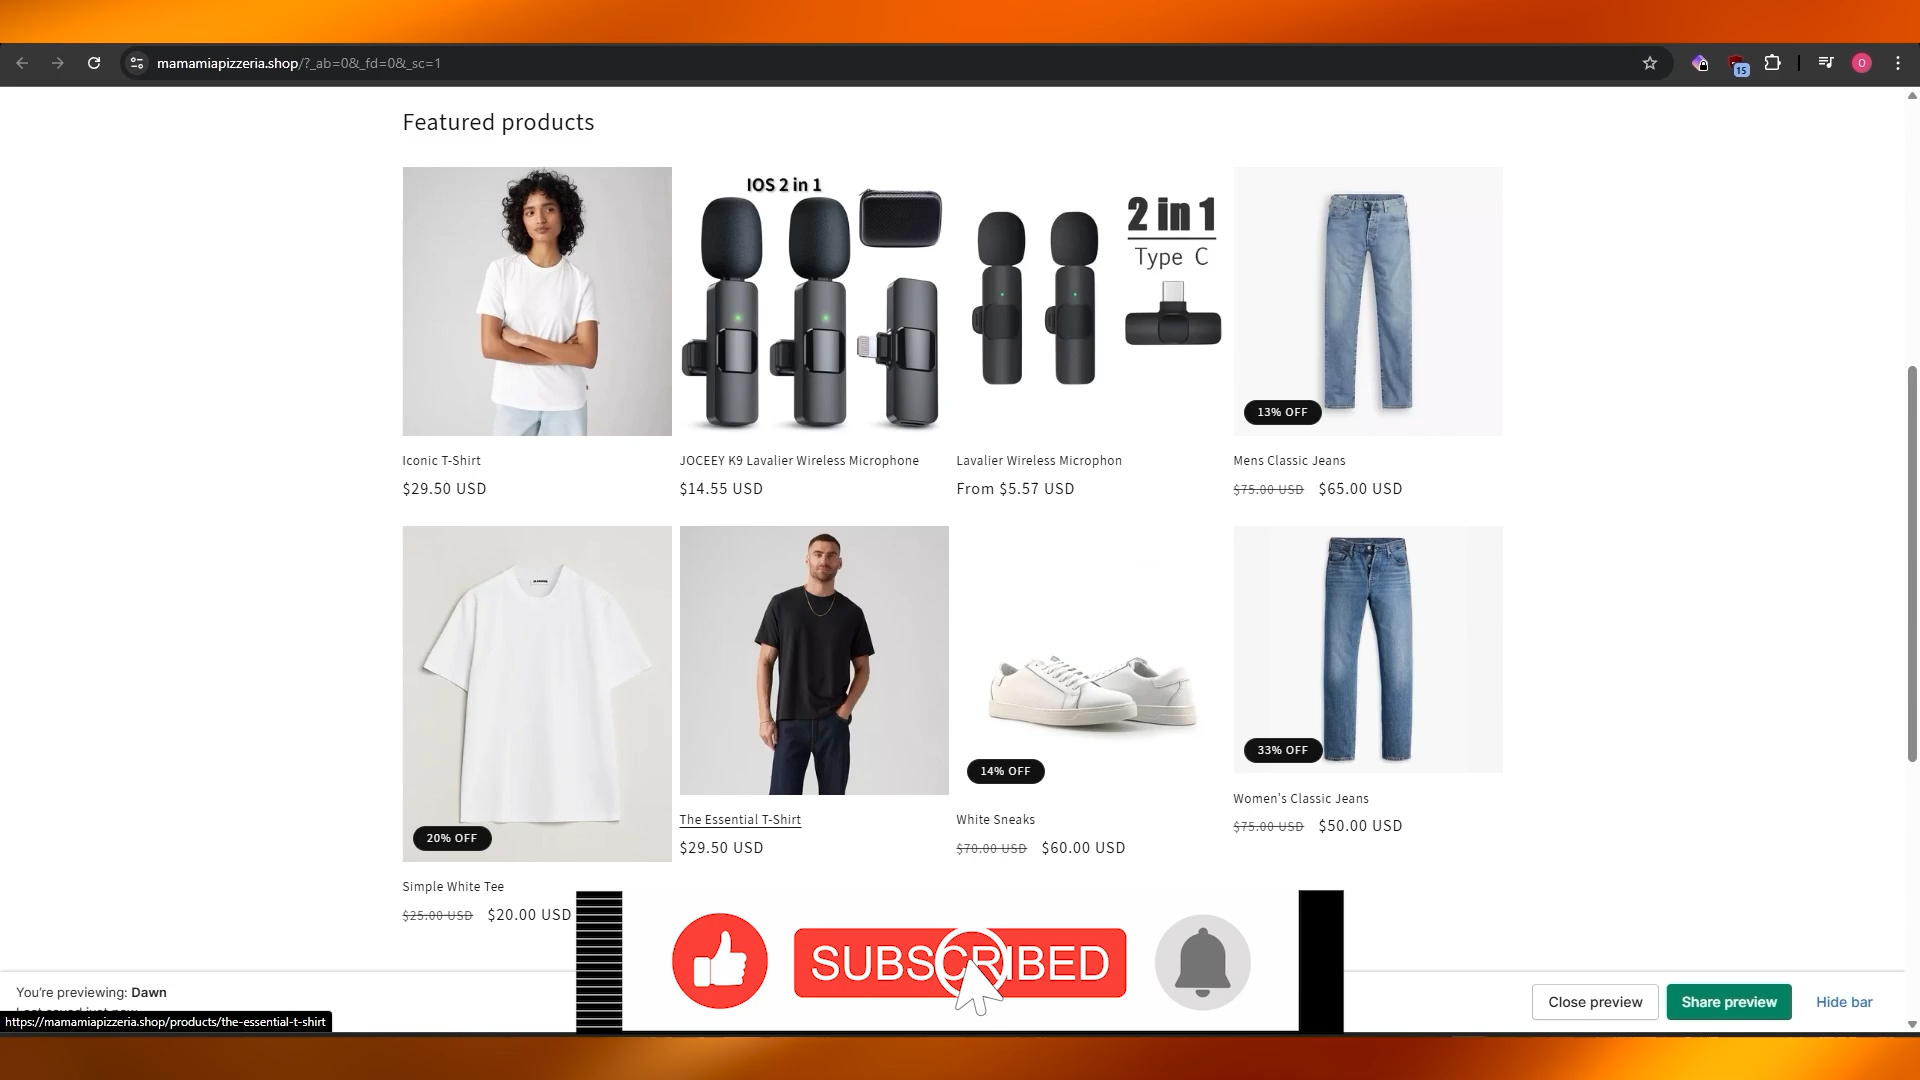 mamamiapizzeria.shop/?_ab=0&_fd=0&_sc=1
15
O
Featured products
IOS 2 in 1
2 in 1
Type C
13% OFF
Iconic T-Shirt
JOCEEY K9 Lavalier Wireless Microphone
Lavalier Wireless Microphon
Mens Classic Jeans
$29.50 USD
$14.55 USD
From $5.57 USD
$75.00 USD $65.00 USD
20% OFF
14% OFF
33% OFF
Women's Classic Jeans
$75.00 USD $50.00 USD
The Essential T-Shirt
White Sneaks
$29.50 USD
$70.00 USD $60.00 USD
Simple White Tee
$25.00 USD $20.00 USD
SUBSCRIBED
You're previewing: Dawn
https://mamamiapizzeria.shop/products/the-essential-t-shirt
Close preview
Share preview
Hide bar